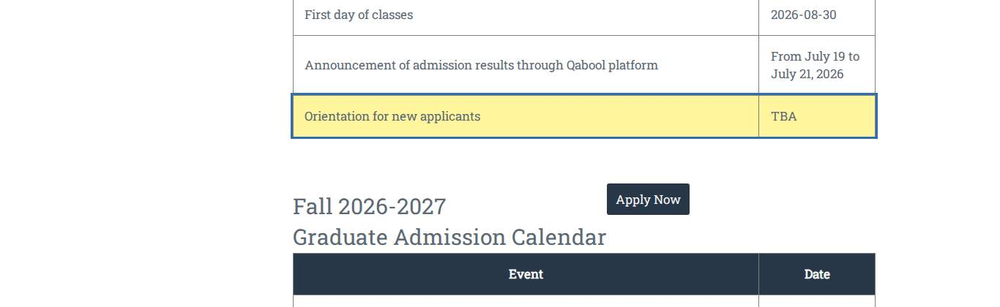 First day of classes
2026-08-30
Announcement of admission results through Qabool platform
From July 19 to
July 21, 2026
Orientation for new applicants
TBA
Apply Now
Fall 2026-2027
Graduate Admission Calendar
Event
Date